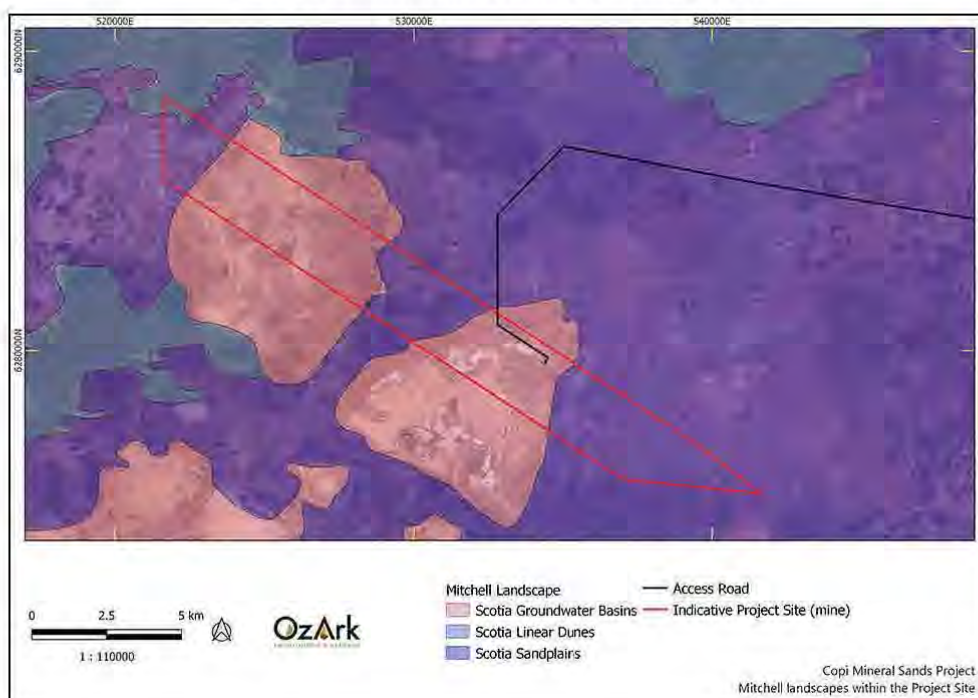 520000E 530000E 540000E
6290000N
6280000N
0 2.5 5 km
1 : 110000
OzArk
Mitchell Landscape
Scotia Groundwater Basins
Scotia Linear Dunes
Scotia Sandplairs
Access Road
Indicative Project Site (mine)
Copi Mineral Sands Project
Mitchell landscapes within the Project Site